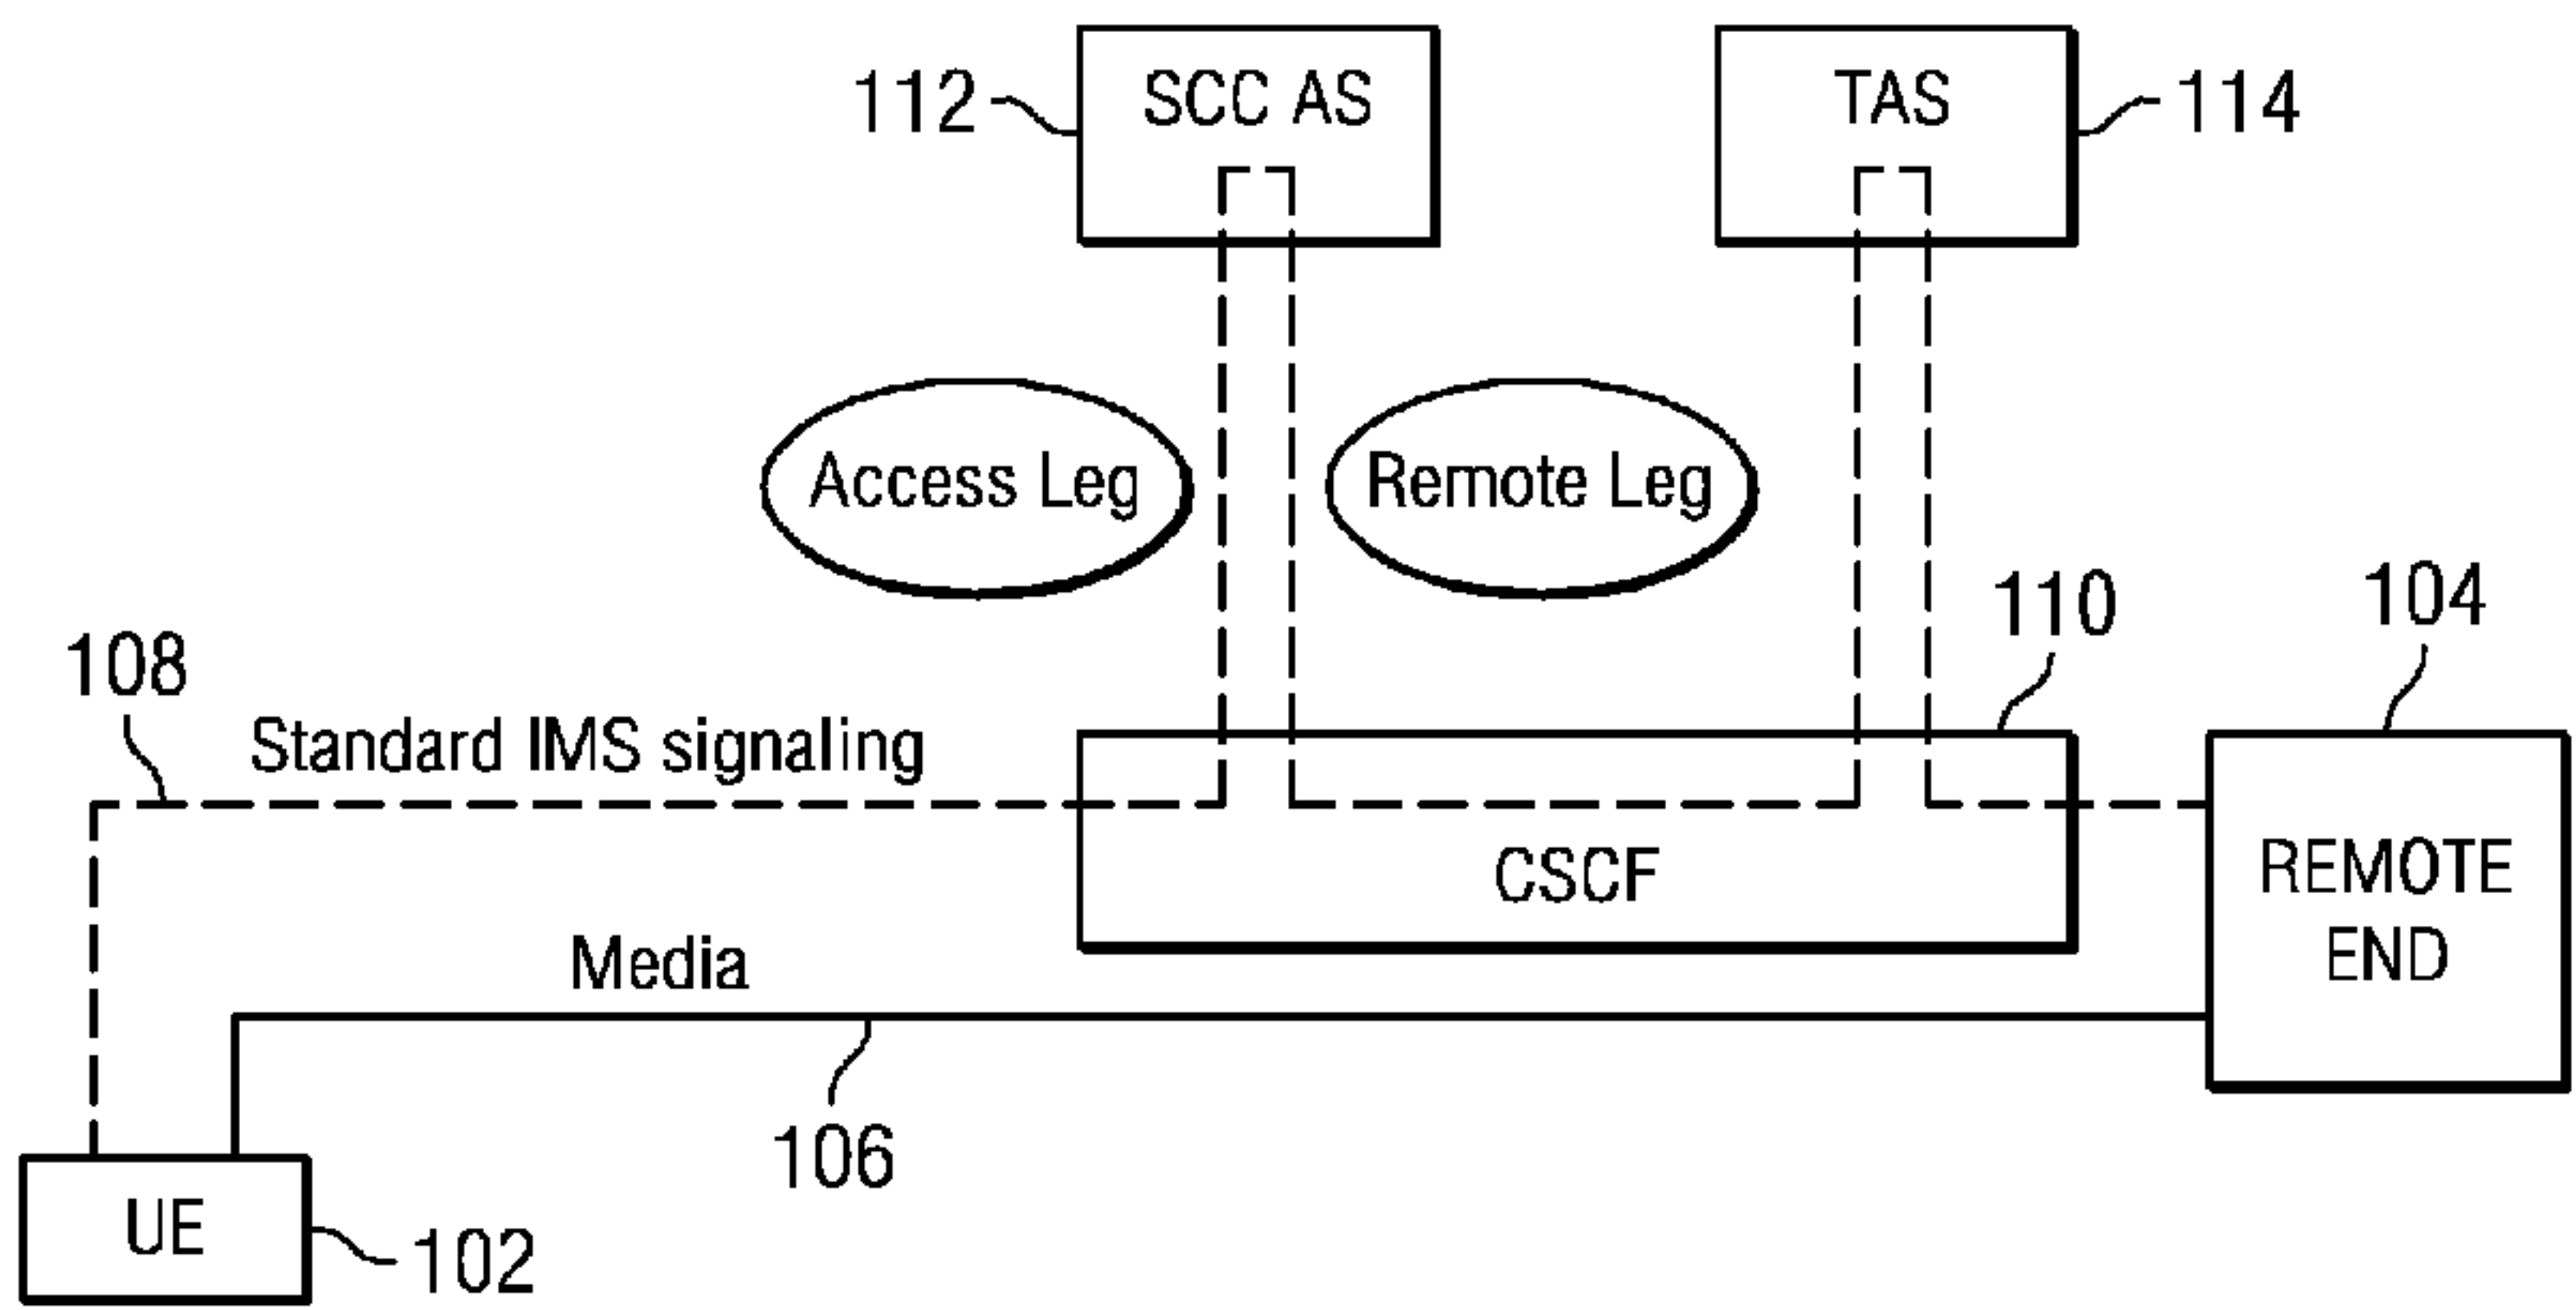 112
SCC AS
TAS
114
Access Leg
Remote Leg
110
104
108
Standard IMS signaling
CSCF
REMOTE
END
Media
106
UE
102